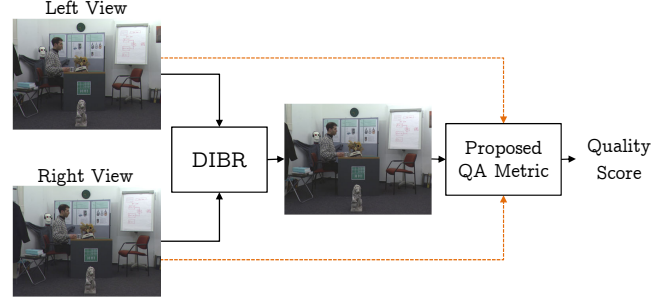 Left View
DIBR
Proposed
QA Metric
Quality
Score
Right View